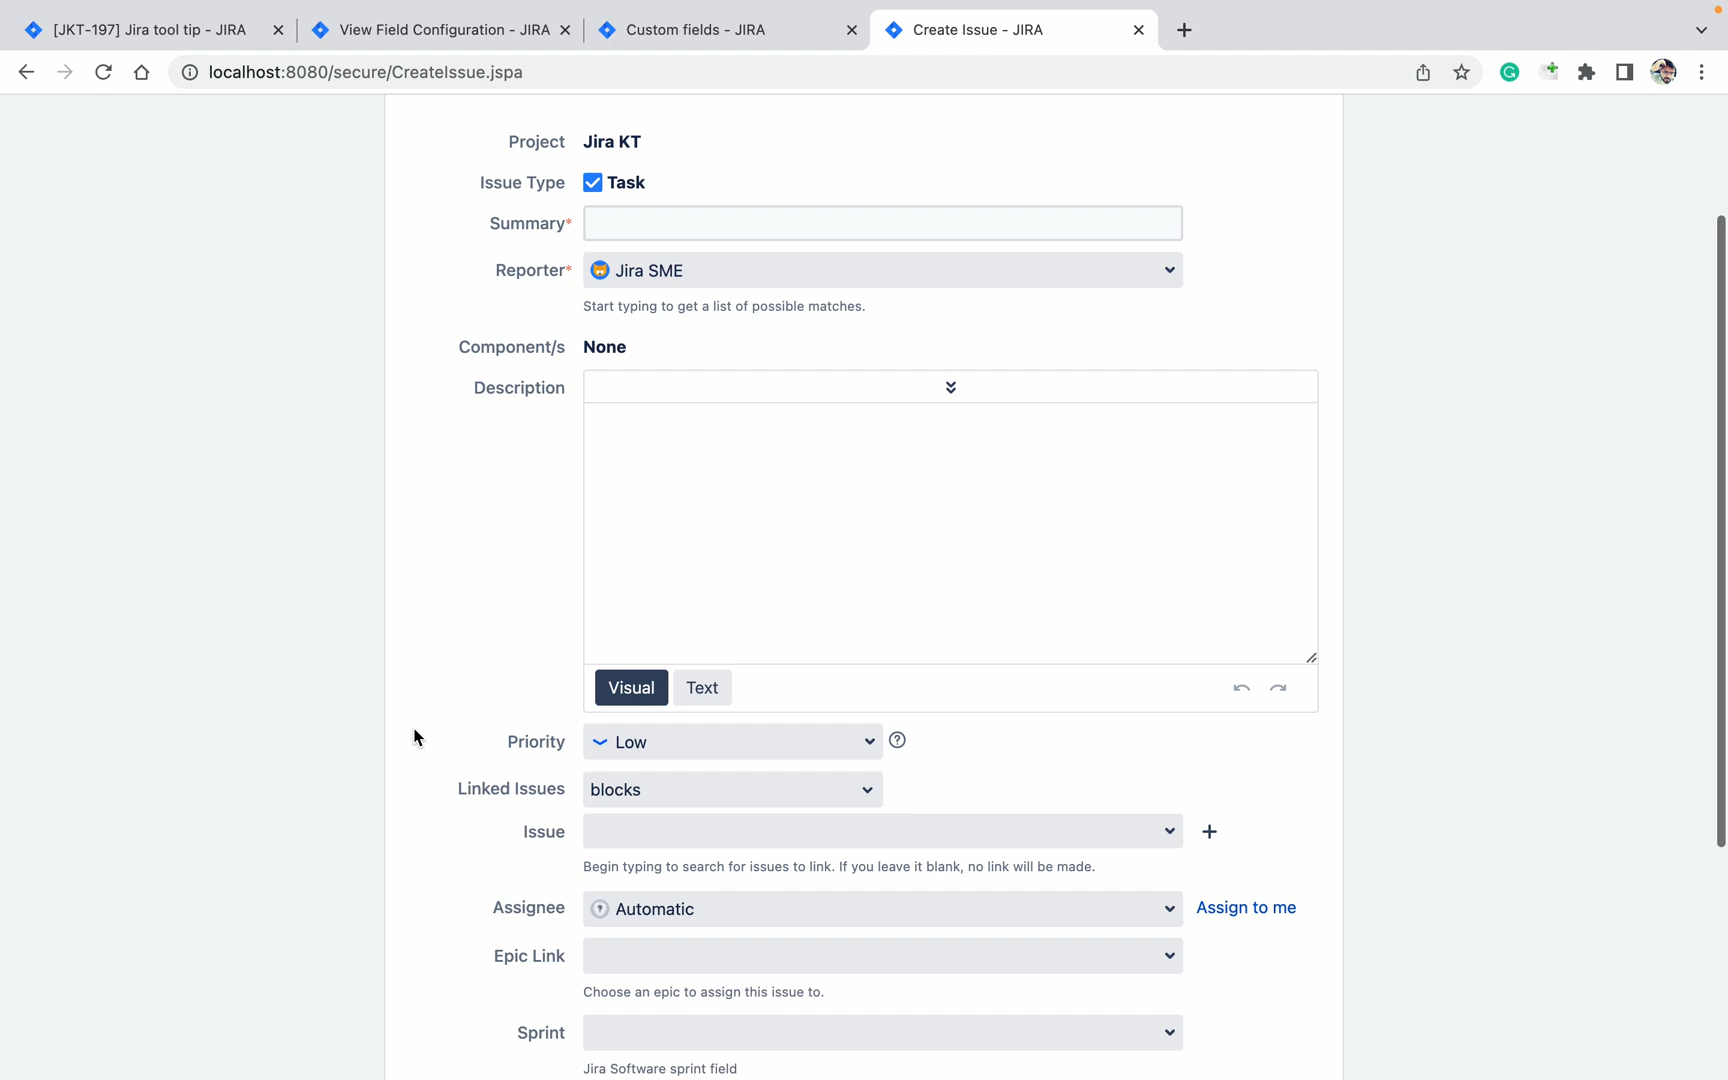 [JKT-197] Jira tool tip - JIRA
View Field Configuration - JIRA
Custom fields - JIRA
Create Issue - JIRA
localhost:8080/secure/CreateIssue.jspa
Project Jira KT
Issue Type Task
Summary*
Reporter* Jira SME
Start typing to get a list of possible matches.
Component/s None
Description
Visual Text
Priority Low
Linked Issues blocks
Issue
Begin typing to search for issues to link. If you leave it blank, no link will be made.
Assignee Automatic Assign to me
Epic Link
Choose an epic to assign this issue to.
Sprint
Jira Software sprint field